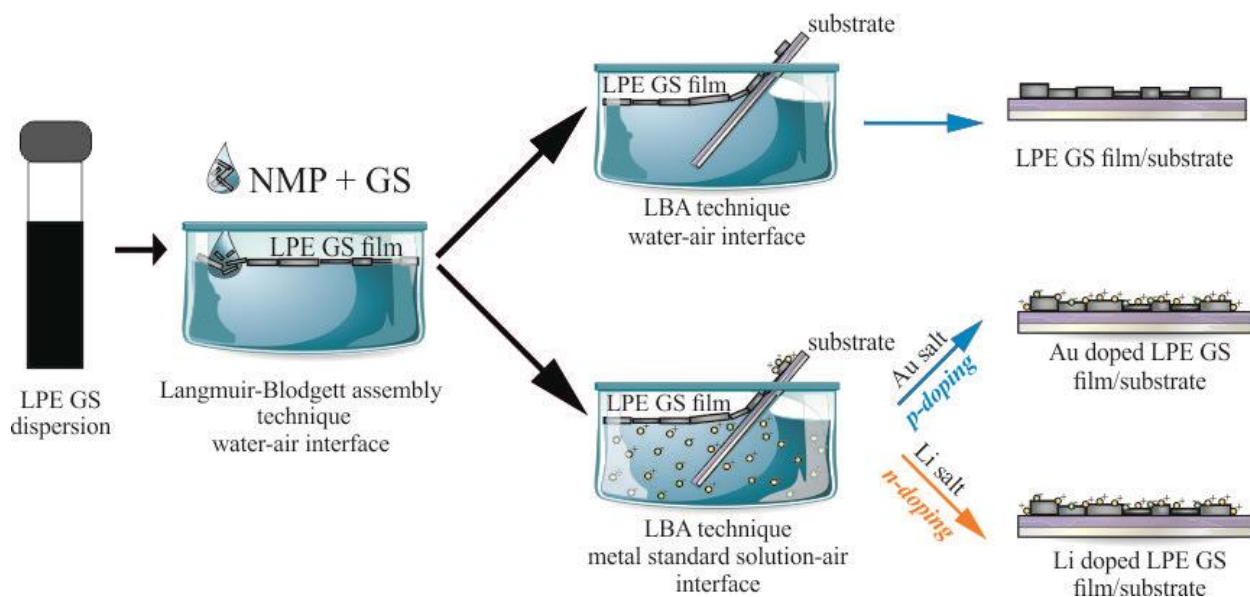 LPE GS
dispersion
NMP + GS
LPE GS film
Langmuir-Blodgett assembly
technique
water-air interface
substrate
LPE GS film
LBA technique
water-air interface
LPE GS film/substrate
substrate
LPE GS film
LBA technique
metal standard solution-air
interface
Au salt
p-doping
Li salt
n-doping
Au doped LPE GS
film/substrate
Li doped LPE GS
film/substrate